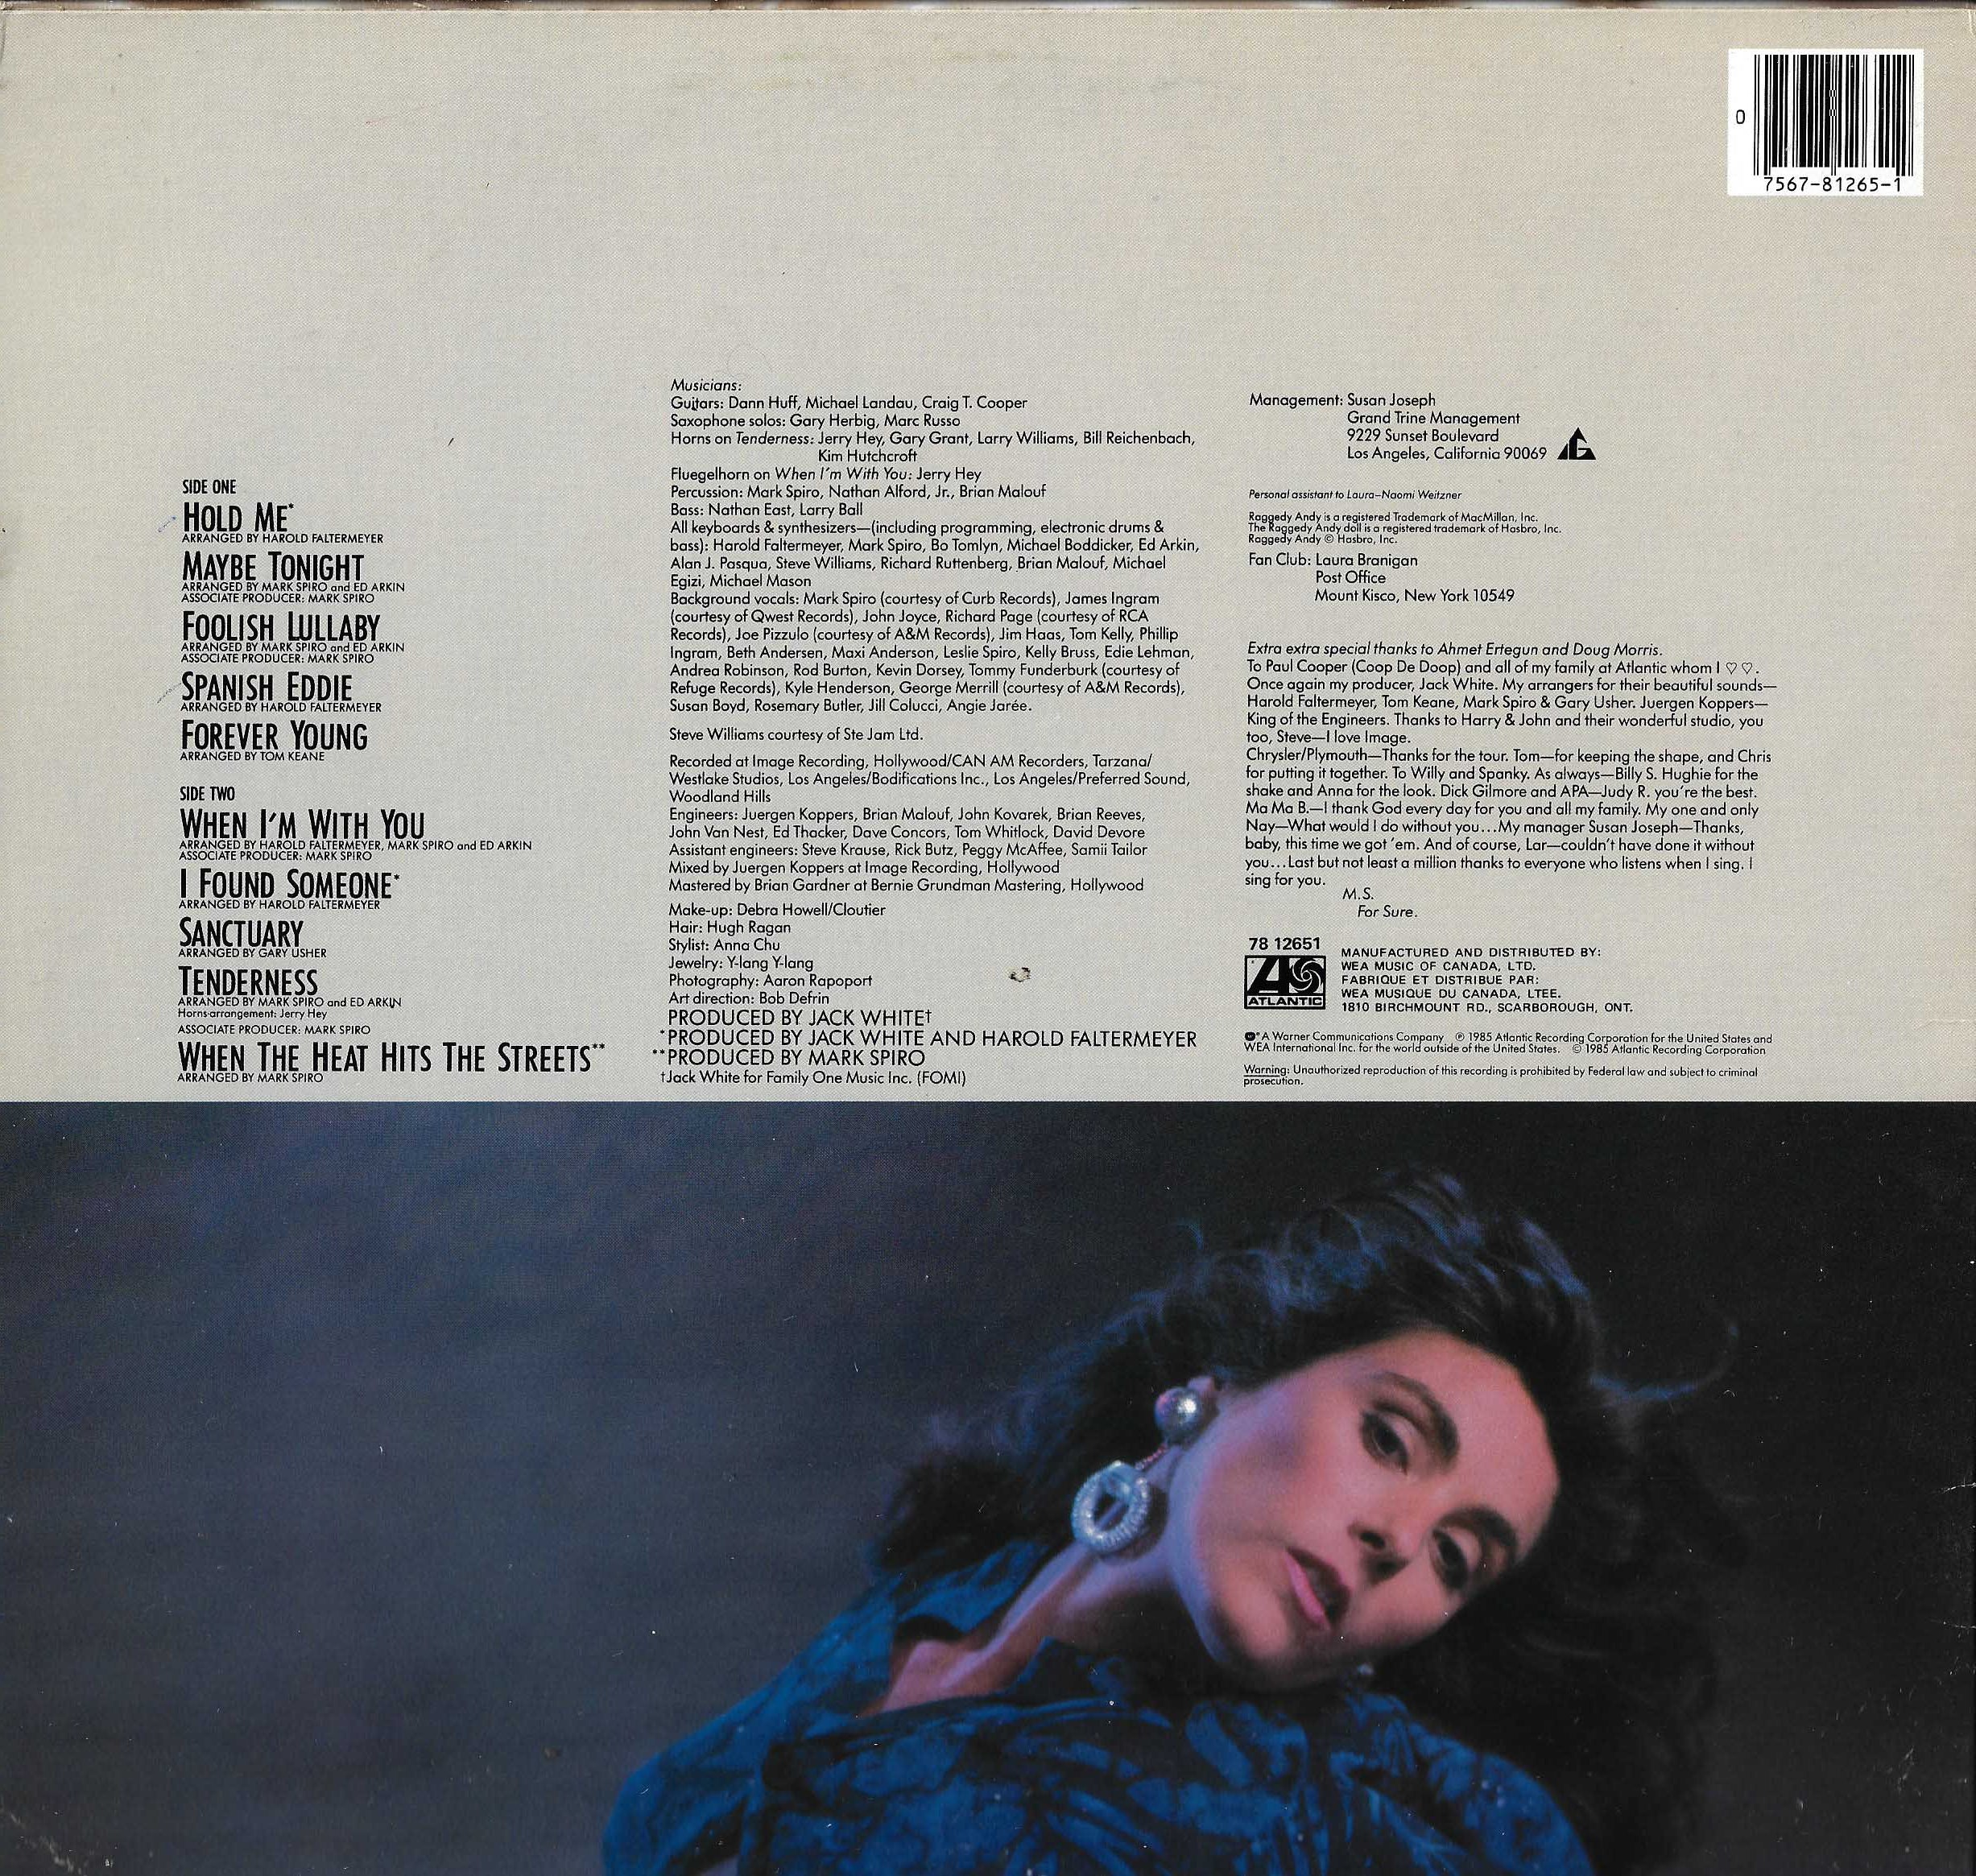 0
7567-81265-1
SIDE ONE
HOLD ME*
ARRANGED BY HAROLD FALTERMEYER
MAYBE TONIGHT
ARRANGED BY MARK SPIRO and ED ARKIN
ASSOCIATE PRODUCER: MARK SPIRO
FOOLISH LULLABY
ARRANGED BY MARK SPIRO and ED ARKIN
ASSOCIATE PRODUCER: MARK SPIRO
SPANISH EDDIE
ARRANGED BY HAROLD FALTERMEYER
FOREVER YOUNG
ARRANGED BY TOM KEANE
SIDE TWO
WHEN I'M WITH YOU
ARRANGED BY HAROLD FALTERMEYER, MARK SPIRO and ED ARKIN
ASSOCIATE PRODUCER: MARK SPIRO
I FOUND SOMEONE*
ARRANGED BY HAROLD FALTERMEYER
SANCTUARY
ARRANGED BY GARY USHER
TENDERNESS
ARRANGED BY MARK SPIRO and ED ARKIN
Horns-arrangement: Jerry Hey
ASSOCIATE PRODUCER: MARK SPIRO
WHEN THE HEAT HITS THE STREETS**
ARRANGED BY MARK SPIRO
Musicians:
Guitars: Dann Huff, Michael Landau, Craig T. Cooper
Saxophone solos: Gary Herbig, Marc Russo
Horns on Tenderness: Jerry Hey, Gary Grant, Larry Williams, Bill Reichenbach,
Kim Hutchcroft
Fluegelhorn on When I'm With You: Jerry Hey
Percussion: Mark Spiro, Nathan Alford, Jr., Brian Malouf
Bass: Nathan East, Larry Ball
All keyboards & synthesizers—(including programming, electronic drums &
bass): Harold Faltermeyer, Mark Spiro, Bo Tomlyn, Michael Boddicker, Ed Arkin,
Alan J. Pasqua, Steve Williams, Richard Ruttenberg, Brian Malouf, Michael
Egizi, Michael Mason
Background vocals: Mark Spiro (courtesy of Curb Records), James Ingram
(courtesy of Qwest Records), John Joyce, Richard Page (courtesy of RCA
Records), Joe Pizzulo (courtesy of A&M Records), Jim Haas, Tom Kelly, Phillip
Ingram, Beth Andersen, Maxi Anderson, Leslie Spiro, Kelly Bruss, Edie Lehman,
Andrea Robinson, Rod Burton, Kevin Dorsey, Tommy Funderburk (courtesy of
Refuge Records), Kyle Henderson, George Merrill (courtesy of A&M Records),
Susan Boyd, Rosemary Butler, Jill Colucci, Angie Jarée.
Steve Williams courtesy of Ste Jam Ltd.
Recorded at Image Recording, Hollywood/CAN AM Recorders, Tarzana/
Westlake Studios, Los Angeles/Bodifications Inc., Los Angeles/Preferred Sound,
Woodland Hills
Engineers: Juergen Koppers, Brian Malouf, John Kovarek, Brian Reeves,
John Van Nest, Ed Thacker, Dave Concors, Tom Whitlock, David Devore
Assistant engineers: Steve Krause, Rick Butz, Peggy McAffee, Samii Tailor
Mixed by Juergen Koppers at Image Recording, Hollywood
Mastered by Brian Gardner at Bernie Grundman Mastering, Hollywood
Make-up: Debra Howell/Cloutier
Hair: Hugh Ragan
Stylist: Anna Chu
Jewelry: Y-lang Y-lang
Photography: Aaron Rapoport
Art direction: Bob Defrin
PRODUCED BY JACK WHITE†
*PRODUCED BY JACK WHITE AND HAROLD FALTERMEYER
**PRODUCED BY MARK SPIRO
†Jack White for Family One Music Inc. (FOMI)
Management: Susan Joseph
Grand Trine Management
9229 Sunset Boulevard
Los Angeles, California 90069
Personal assistant to Laura–Naomi Weitzner
Raggedy Andy is a registered Trademark of MacMillan, Inc.
The Raggedy Andy doll is a registered trademark of Hasbro, Inc.
Raggedy Andy © Hasbro, Inc.
Fan Club: Laura Branigan
Post Office
Mount Kisco, New York 10549
Extra extra special thanks to Ahmet Ertegun and Doug Morris.
To Paul Cooper (Coop De Doop) and all of my family at Atlantic whom I ♡ ♡.
Once again my producer, Jack White. My arrangers for their beautiful sounds—
Harold Faltermeyer, Tom Keane, Mark Spiro & Gary Usher. Juergen Koppers—
King of the Engineers. Thanks to Harry & John and their wonderful studio, you
too, Steve—I love Image.
Chrysler/Plymouth—Thanks for the tour. Tom—for keeping the shape, and Chris
for putting it together. To Willy and Spanky. As always—Billy S. Hughie for the
shake and Anna for the look. Dick Gilmore and APA—Judy R. you're the best.
Ma Ma B.—I thank God every day for you and all my family. My one and only
Nay—What would I do without you...My manager Susan Joseph—Thanks,
baby, this time we got 'em. And of course, Lar—couldn't have done it without
you...Last but not least a million thanks to everyone who listens when I sing. I
sing for you.
M.S.
For Sure.
78 12651
ATLANTIC
MANUFACTURED AND DISTRIBUTED BY:
WEA MUSIC OF CANADA, LTD.
FABRIQUE ET DISTRIBUE PAR:
WEA MUSIQUE DU CANADA, LTEE.
1810 BIRCHMOUNT RD., SCARBOROUGH, ONT.
A Warner Communications Company ℗ 1985 Atlantic Recording Corporation for the United States and
WEA International Inc. for the world outside of the United States. © 1985 Atlantic Recording Corporation
Warning: Unauthorized reproduction of this recording is prohibited by Federal law and subject to criminal
prosecution.